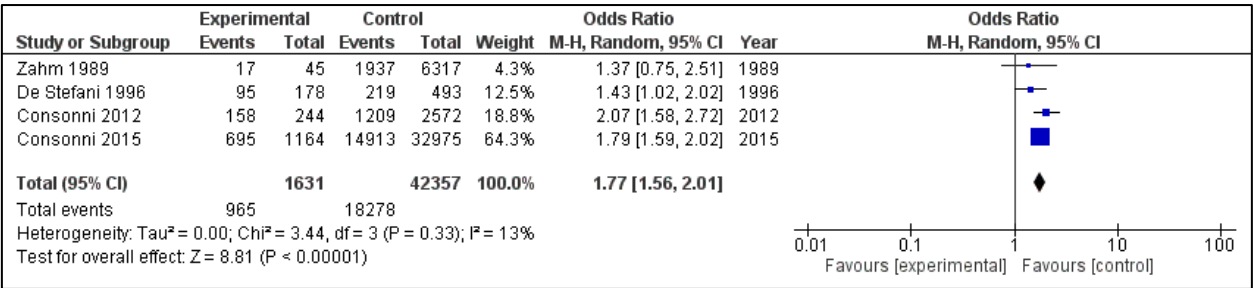 Experimental Control Odds Ratio Odds Ratio
Study or Subgroup Events Total Events Total Weight M-H, Random, 95% CI Year M-H, Random, 95% CI
Zahm 1989 17 45 1937 6317 4.3% 1.37 [0.75, 2.51] 1989
De Stefani 1996 95 178 219 493 12.5% 1.43 [1.02, 2.02] 1996
Consonni 2012 158 244 1209 2572 18.8% 2.07 [1.58, 2.72] 2012
Consonni 2015 695 1164 14913 32975 64.3% 1.79 [1.59, 2.02] 2015
Total (95% CI) 1631 42357 100.0% 1.77 [1.56, 2.01]
Total events 965 18278
Heterogeneity: Tau² = 0.00; Chi² = 3.44, df = 3 (P = 0.33); I² = 13%
Test for overall effect: Z = 8.81 (P < 0.00001)
0.01 0.1 1 10 100
Favours [experimental] Favours [control]